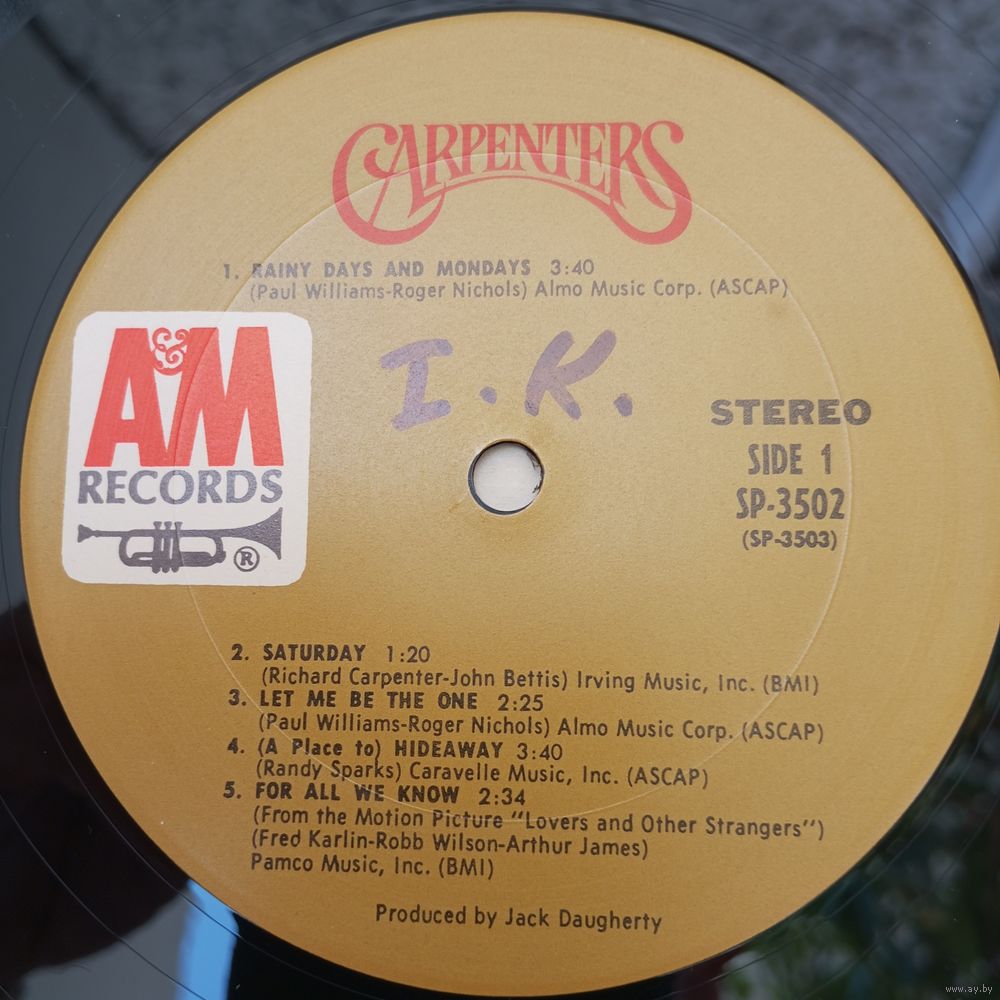 CARPENTERS
1. RAINY DAYS AND MONDAYS 3:40
(Paul Williams-Roger Nichols) Almo Music Corp. (ASCAP)
A&M
RECORDS
®
I.K.
STEREO
SIDE 1
SP-3502
(SP-3503)
2. SATURDAY 1:20
(Richard Carpenter-John Bettis) Irving Music, Inc. (BMI)
3. LET ME BE THE ONE 2:25
(Paul Williams-Roger Nichols) Almo Music Corp. (ASCAP)
4. (A Place to) HIDEAWAY 3:40
(Randy Sparks) Caravelle Music, Inc. (ASCAP)
5. FOR ALL WE KNOW 2:34
(From the Motion Picture "Lovers and Other Strangers")
(Fred Karlin-Robb Wilson-Arthur James)
Pamco Music, Inc. (BMI)
Produced by Jack Daugherty
www.ay.by